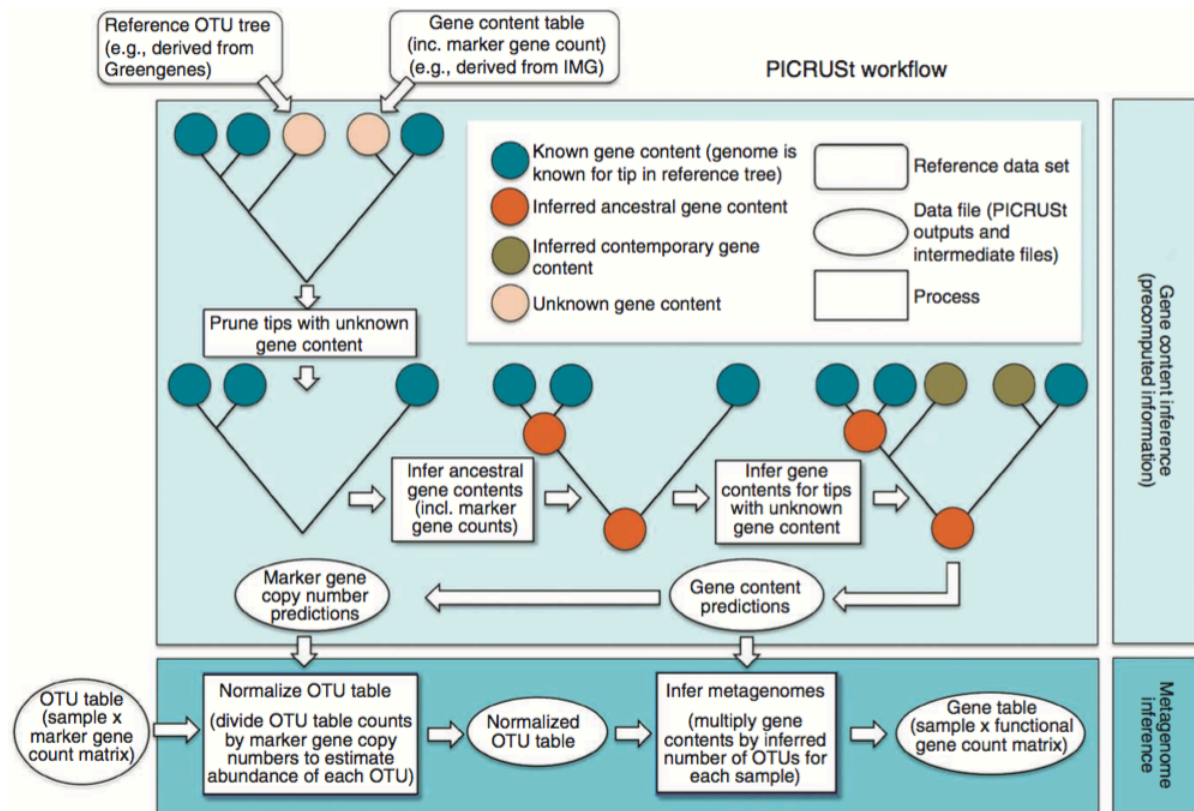 Reference OTU tree
(e.g., derived from
Greengenes)
Gene content table
(inc. marker gene count)
(e.g., derived from IMG)
PICRUSt workflow
Known gene content (genome is
known for tip in reference tree)
Inferred ancestral gene content
Inferred contemporary gene
content
Unknown gene content
Reference data set
Data file (PICRUSt
outputs and
intermediate files)
Process
Gene content inference
(precomputed information)
Prune tips with unknown
gene content
Infer ancestral
gene contents
(incl. marker
gene counts)
Infer gene
contents for tips
with unknown
gene content
Marker gene
copy number
predictions
Gene content
predictions
OTU table
(sample x
marker gene
count matrix)
Normalize OTU table
(divide OTU table counts
by marker gene copy
numbers to estimate
abundance of each OTU)
Normalized
OTU table
Infer metagenomes
(multiply gene
contents by inferred
number of OTUs for
each sample)
Gene table
(sample x functional
gene count matrix)
Metagenome
inference